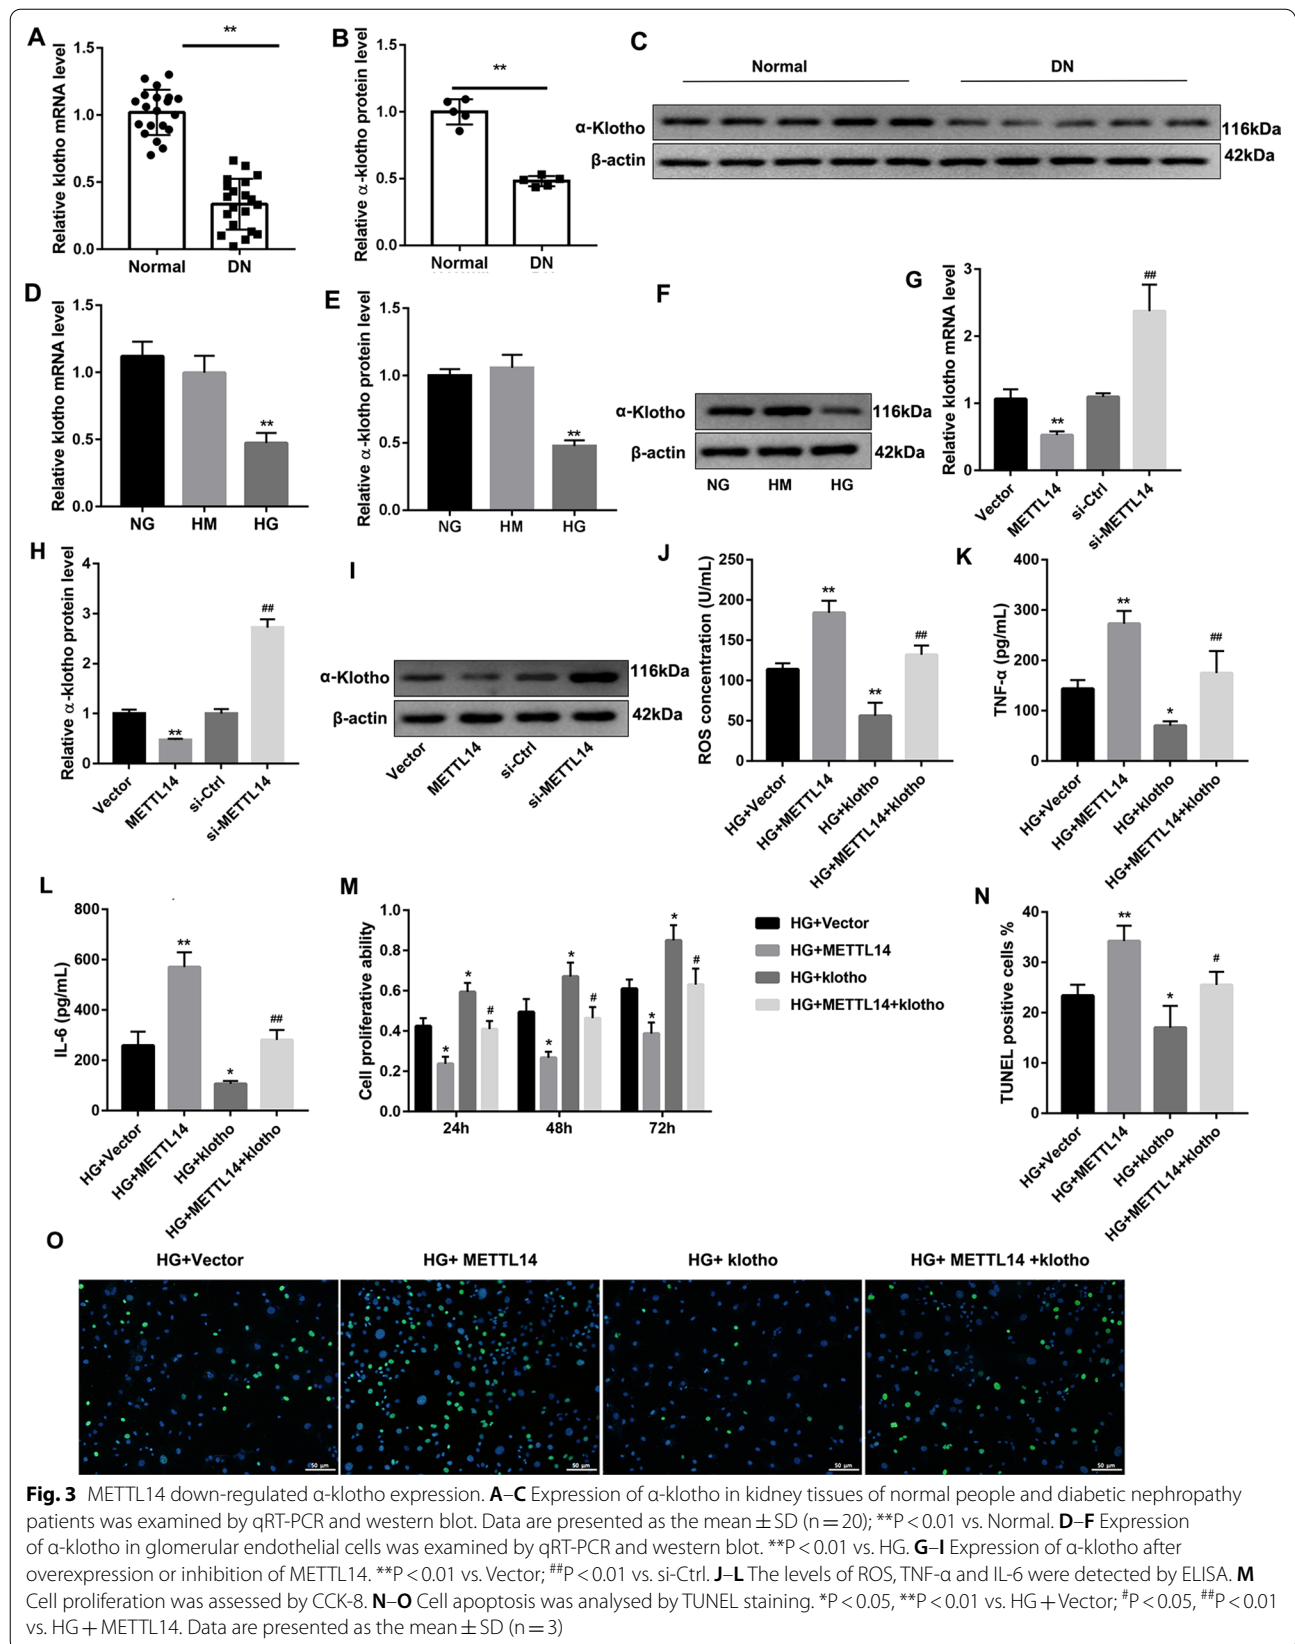 A
**
Relative klotho mRNA level
1.5
1.0
0.5
0.0
Normal DN
B
**
Relative α-klotho protein level
1.5
1.0
0.5
0.0
Normal DN
C
Normal DN
α-Klotho 116kDa
β-actin 42kDa
D
Relative klotho mRNA level
1.5
1.0
0.5
0.0
**
NG HM HG
E
Relative α-klotho protein level
1.5
1.0
0.5
0.0
**
NG HM HG
F
α-Klotho 116kDa
β-actin 42kDa
NG HM HG
G
Relative klotho mRNA level
3
2
1
0
**
##
Vector METTL14 si-Ctrl si-METTL14
H
Relative α-klotho protein level
4
3
2
1
0
**
##
Vector METTL14 si-Ctrl si-METTL14
I
α-Klotho 116kDa
β-actin 42kDa
Vector METTL14 si-Ctrl si-METTL14
J
ROS concentration (U/mL)
250
200
150
100
50
0
**
**
##
HG+Vector HG+METTL14 HG+klotho HG+METTL14+klotho
K
TNF-α (pg/mL)
400
300
200
100
0
**
*
##
HG+Vector HG+METTL14 HG+klotho HG+METTL14+klotho
L
IL-6 (pg/mL)
800
600
400
200
0
**
*
##
HG+Vector HG+METTL14 HG+klotho HG+METTL14+klotho
M
Cell proliferative ability
1.0
0.8
0.6
0.4
0.2
0.0
* * # * * # * * #
24h 48h 72h
HG+Vector
HG+METTL14
HG+klotho
HG+METTL14+klotho
N
TUNEL positive cells %
40
30
20
10
0
**
*
#
HG+Vector HG+METTL14 HG+klotho HG+METTL14+klotho
O
HG+Vector HG+ METTL14 HG+ klotho HG+ METTL14 +klotho
50 μm 50 μm 50 μm 50 μm
Fig. 3 METTL14 down-regulated α-klotho expression. A–C Expression of α-klotho in kidney tissues of normal people and diabetic nephropathy
patients was examined by qRT-PCR and western blot. Data are presented as the mean ± SD (n = 20); **P < 0.01 vs. Normal. D–F Expression
of α-klotho in glomerular endothelial cells was examined by qRT-PCR and western blot. **P < 0.01 vs. HG. G–I Expression of α-klotho after
overexpression or inhibition of METTL14. **P < 0.01 vs. Vector; ##P < 0.01 vs. si-Ctrl. J–L The levels of ROS, TNF-α and IL-6 were detected by ELISA. M
Cell proliferation was assessed by CCK-8. N–O Cell apoptosis was analysed by TUNEL staining. *P < 0.05, **P < 0.01 vs. HG + Vector; #P < 0.05, ##P < 0.01
vs. HG + METTL14. Data are presented as the mean ± SD (n = 3)